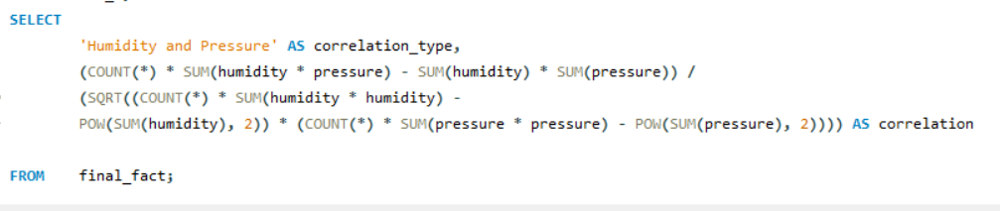 SELECT
'Humidity and Pressure' AS correlation_type,
(COUNT(*) * SUM(humidity * pressure) - SUM(humidity) * SUM(pressure)) /
(SQRT((COUNT(*) * SUM(humidity * humidity) -
POW(SUM(humidity), 2)) * (COUNT(*) * SUM(pressure * pressure) - POW(SUM(pressure), 2)))) AS correlation
FROM final_fact;